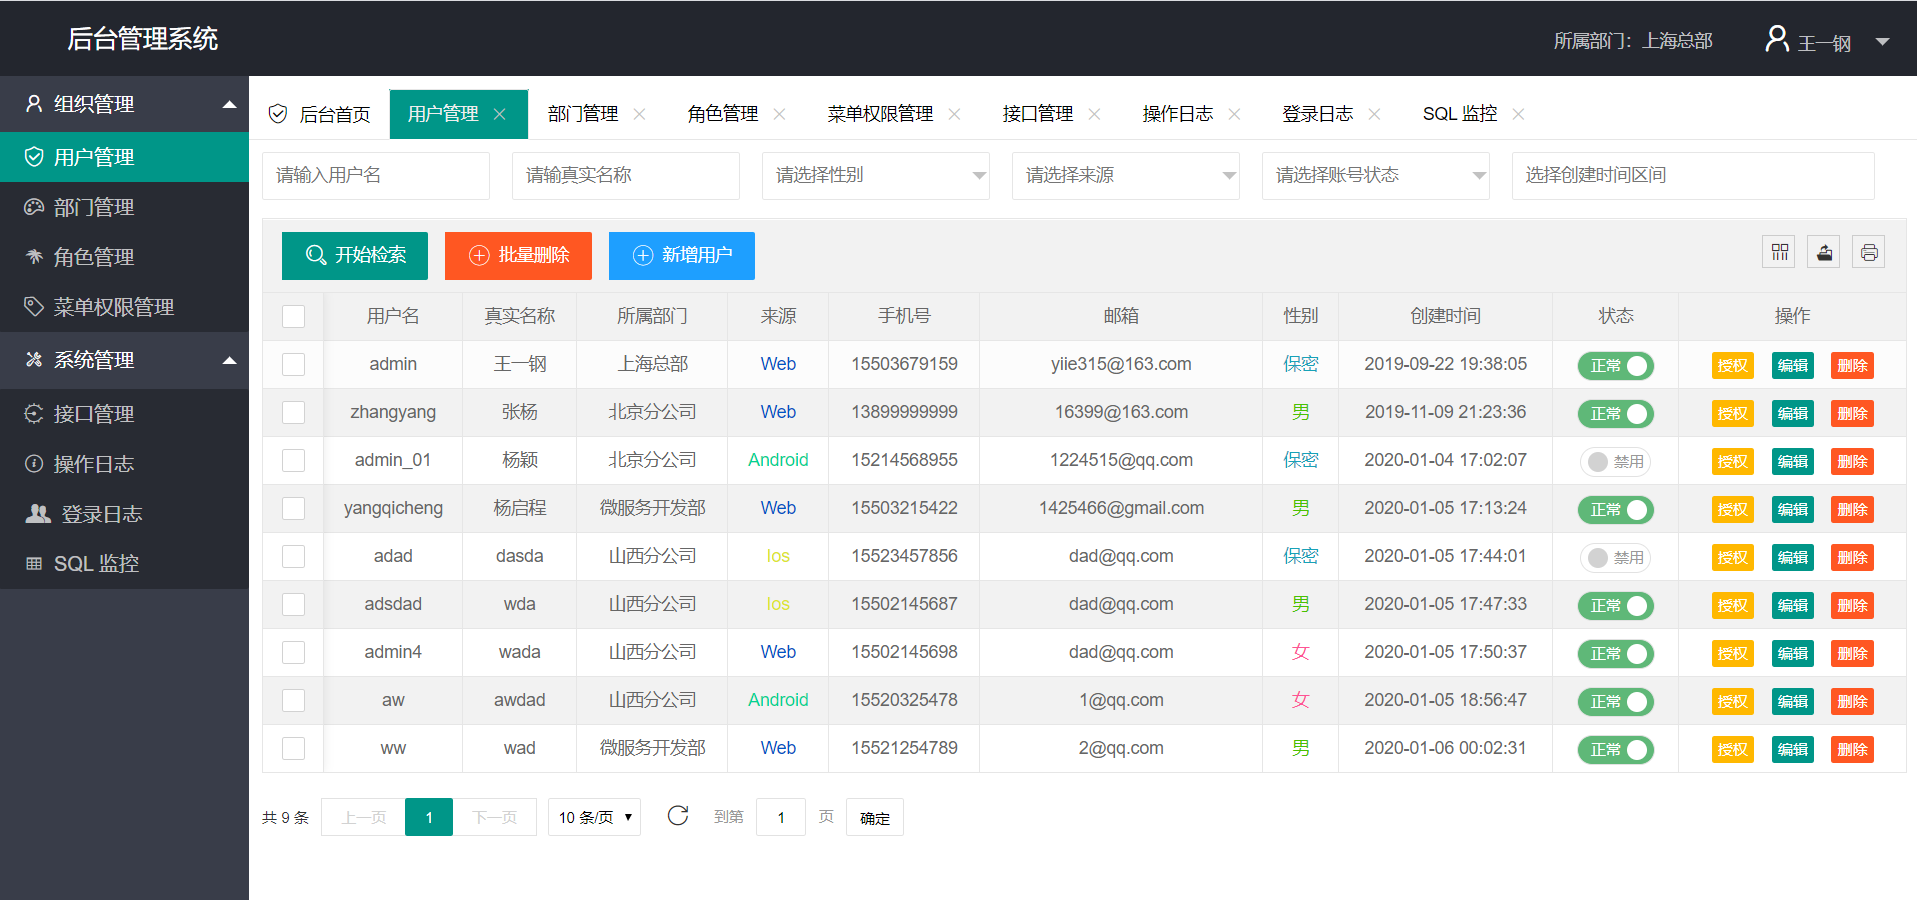 后台管理系统
所属部门：上海总部 王一钢
组织管理
用户管理
部门管理
角色管理
菜单权限管理
系统管理
接口管理
操作日志
登录日志
SQL 监控
后台首页 用户管理 部门管理 角色管理 菜单权限管理 接口管理 操作日志 登录日志 SQL 监控
请输入用户名 请输真实名称 请选择性别 请选择来源 请选择账号状态 选择创建时间区间
开始检索 批量删除 新增用户
用户名 真实名称 所属部门 来源 手机号 邮箱 性别 创建时间 状态 操作
admin 王一钢 上海总部 Web 15503679159 yiie315@163.com 保密 2019-09-22 19:38:05 正常 授权 编辑 删除
zhangyang 张杨 北京分公司 Web 13899999999 16399@163.com 男 2019-11-09 21:23:36 正常 授权 编辑 删除
admin_01 杨颖 北京分公司 Android 15214568955 1224515@qq.com 保密 2020-01-04 17:02:07 禁用 授权 编辑 删除
yangqicheng 杨启程 微服务开发部 Web 15503215422 1425466@gmail.com 男 2020-01-05 17:13:24 正常 授权 编辑 删除
adad dasda 山西分公司 Ios 15523457856 dad@qq.com 保密 2020-01-05 17:44:01 禁用 授权 编辑 删除
adsdad wda 山西分公司 Ios 15502145687 dad@qq.com 男 2020-01-05 17:47:33 正常 授权 编辑 删除
admin4 wada 山西分公司 Web 15502145698 dad@qq.com 女 2020-01-05 17:50:37 正常 授权 编辑 删除
aw awdad 山西分公司 Android 15520325478 1@qq.com 女 2020-01-05 18:56:47 正常 授权 编辑 删除
ww wad 微服务开发部 Web 15521254789 2@qq.com 男 2020-01-06 00:02:31 正常 授权 编辑 删除
共 9 条 上一页 1 下一页 10 条/页 到第 1 页 确定